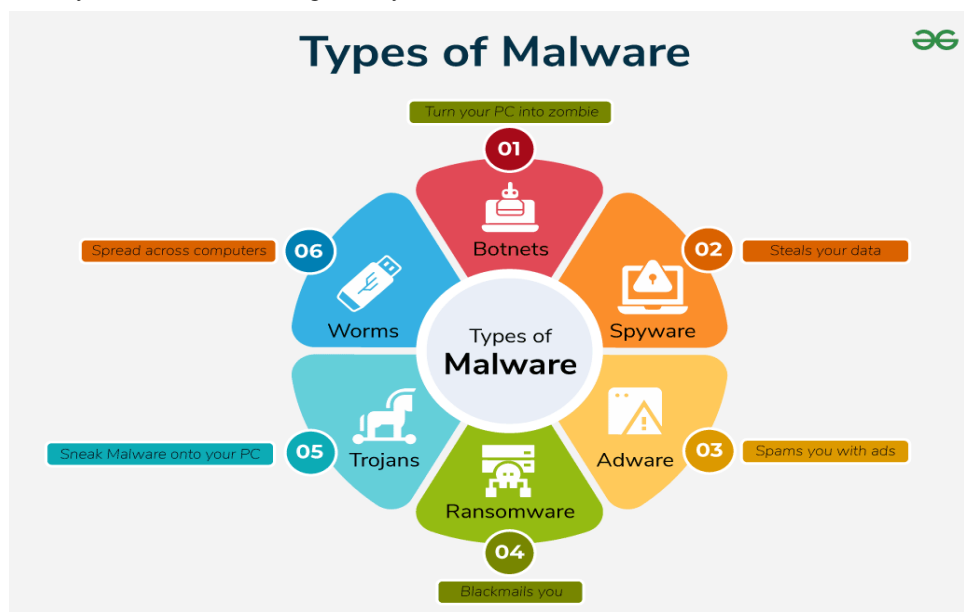 Types of Malware
Turn your PC into zombie
01
Botnets
02
Steals your data
Spyware
03
Spams you with ads
Adware
04
Blackmails you
Ransomware
05
Sneak Malware onto your PC
Trojans
06
Spread across computers
Worms
Types of
Malware